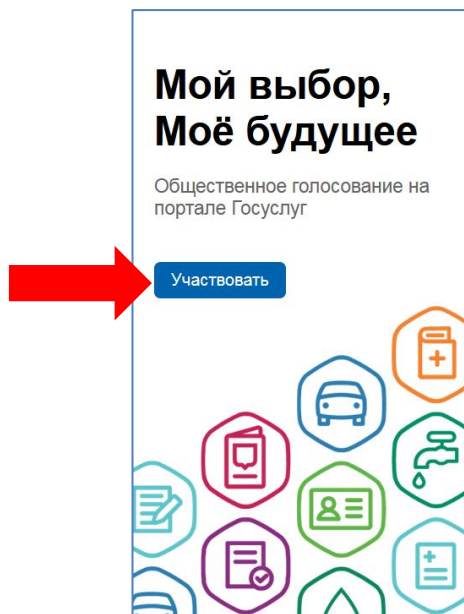 Мой выбор,
Моё будущее
Общественное голосование на
портале Госуслуг
Участвовать